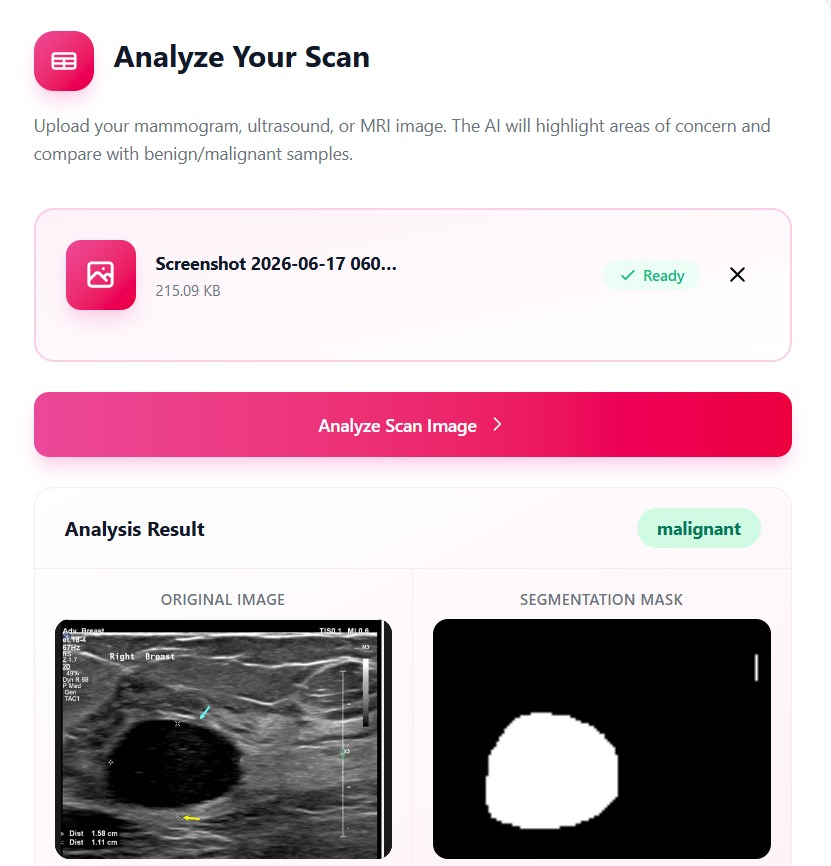 Analyze Your Scan
Upload your mammogram, ultrasound, or MRI image. The AI will highlight areas of concern and
compare with benign/malignant samples.
Screenshot 2026-06-17 060...
215.09 KB
Ready
Analyze Scan Image
Analysis Result
malignant
ORIGINAL IMAGE
SEGMENTATION MASK
Adv. Breast
TIS0.1 MI 0.6
eL18-4
67Hz
RS
Z 1.7
2D
49%
Dyn R 68
P Med
Gen
TAC1
M3
Right Breast
X3
Dist 1.58 cm
Dist 1.11 cm